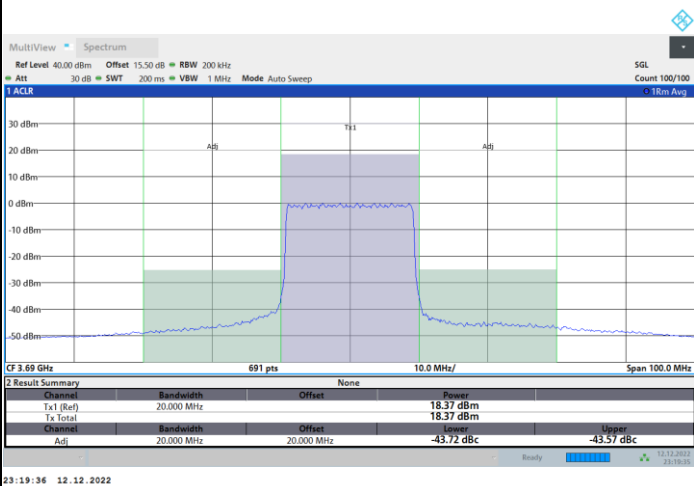 MultiView Spectrum
Ref Level 40.00 dBm Offset 15.50 dB RBW 200 kHz SGL
Att 30 dB SWT 200 ms VBW 1 MHz Mode Auto Sweep Count 100/100
1 ACLR 1Rm Avg
30 dBm
Tx1
Adj Adj
20 dBm
10 dBm
0 dBm
-10 dBm
-20 dBm
-30 dBm
-40 dBm
-50 dBm
CF 3.69 GHz 691 pts 10.0 MHz/ Span 100.0 MHz
2 Result Summary None
Channel Bandwidth Offset Power
Tx1 (Ref) 20.000 MHz 18.37 dBm
Tx Total 18.37 dBm
Channel Bandwidth Offset Lower Upper
Adj 20.000 MHz 20.000 MHz -43.72 dBc -43.57 dBc
Ready 12.12.2022
23:19:35
23:19:36 12.12.2022